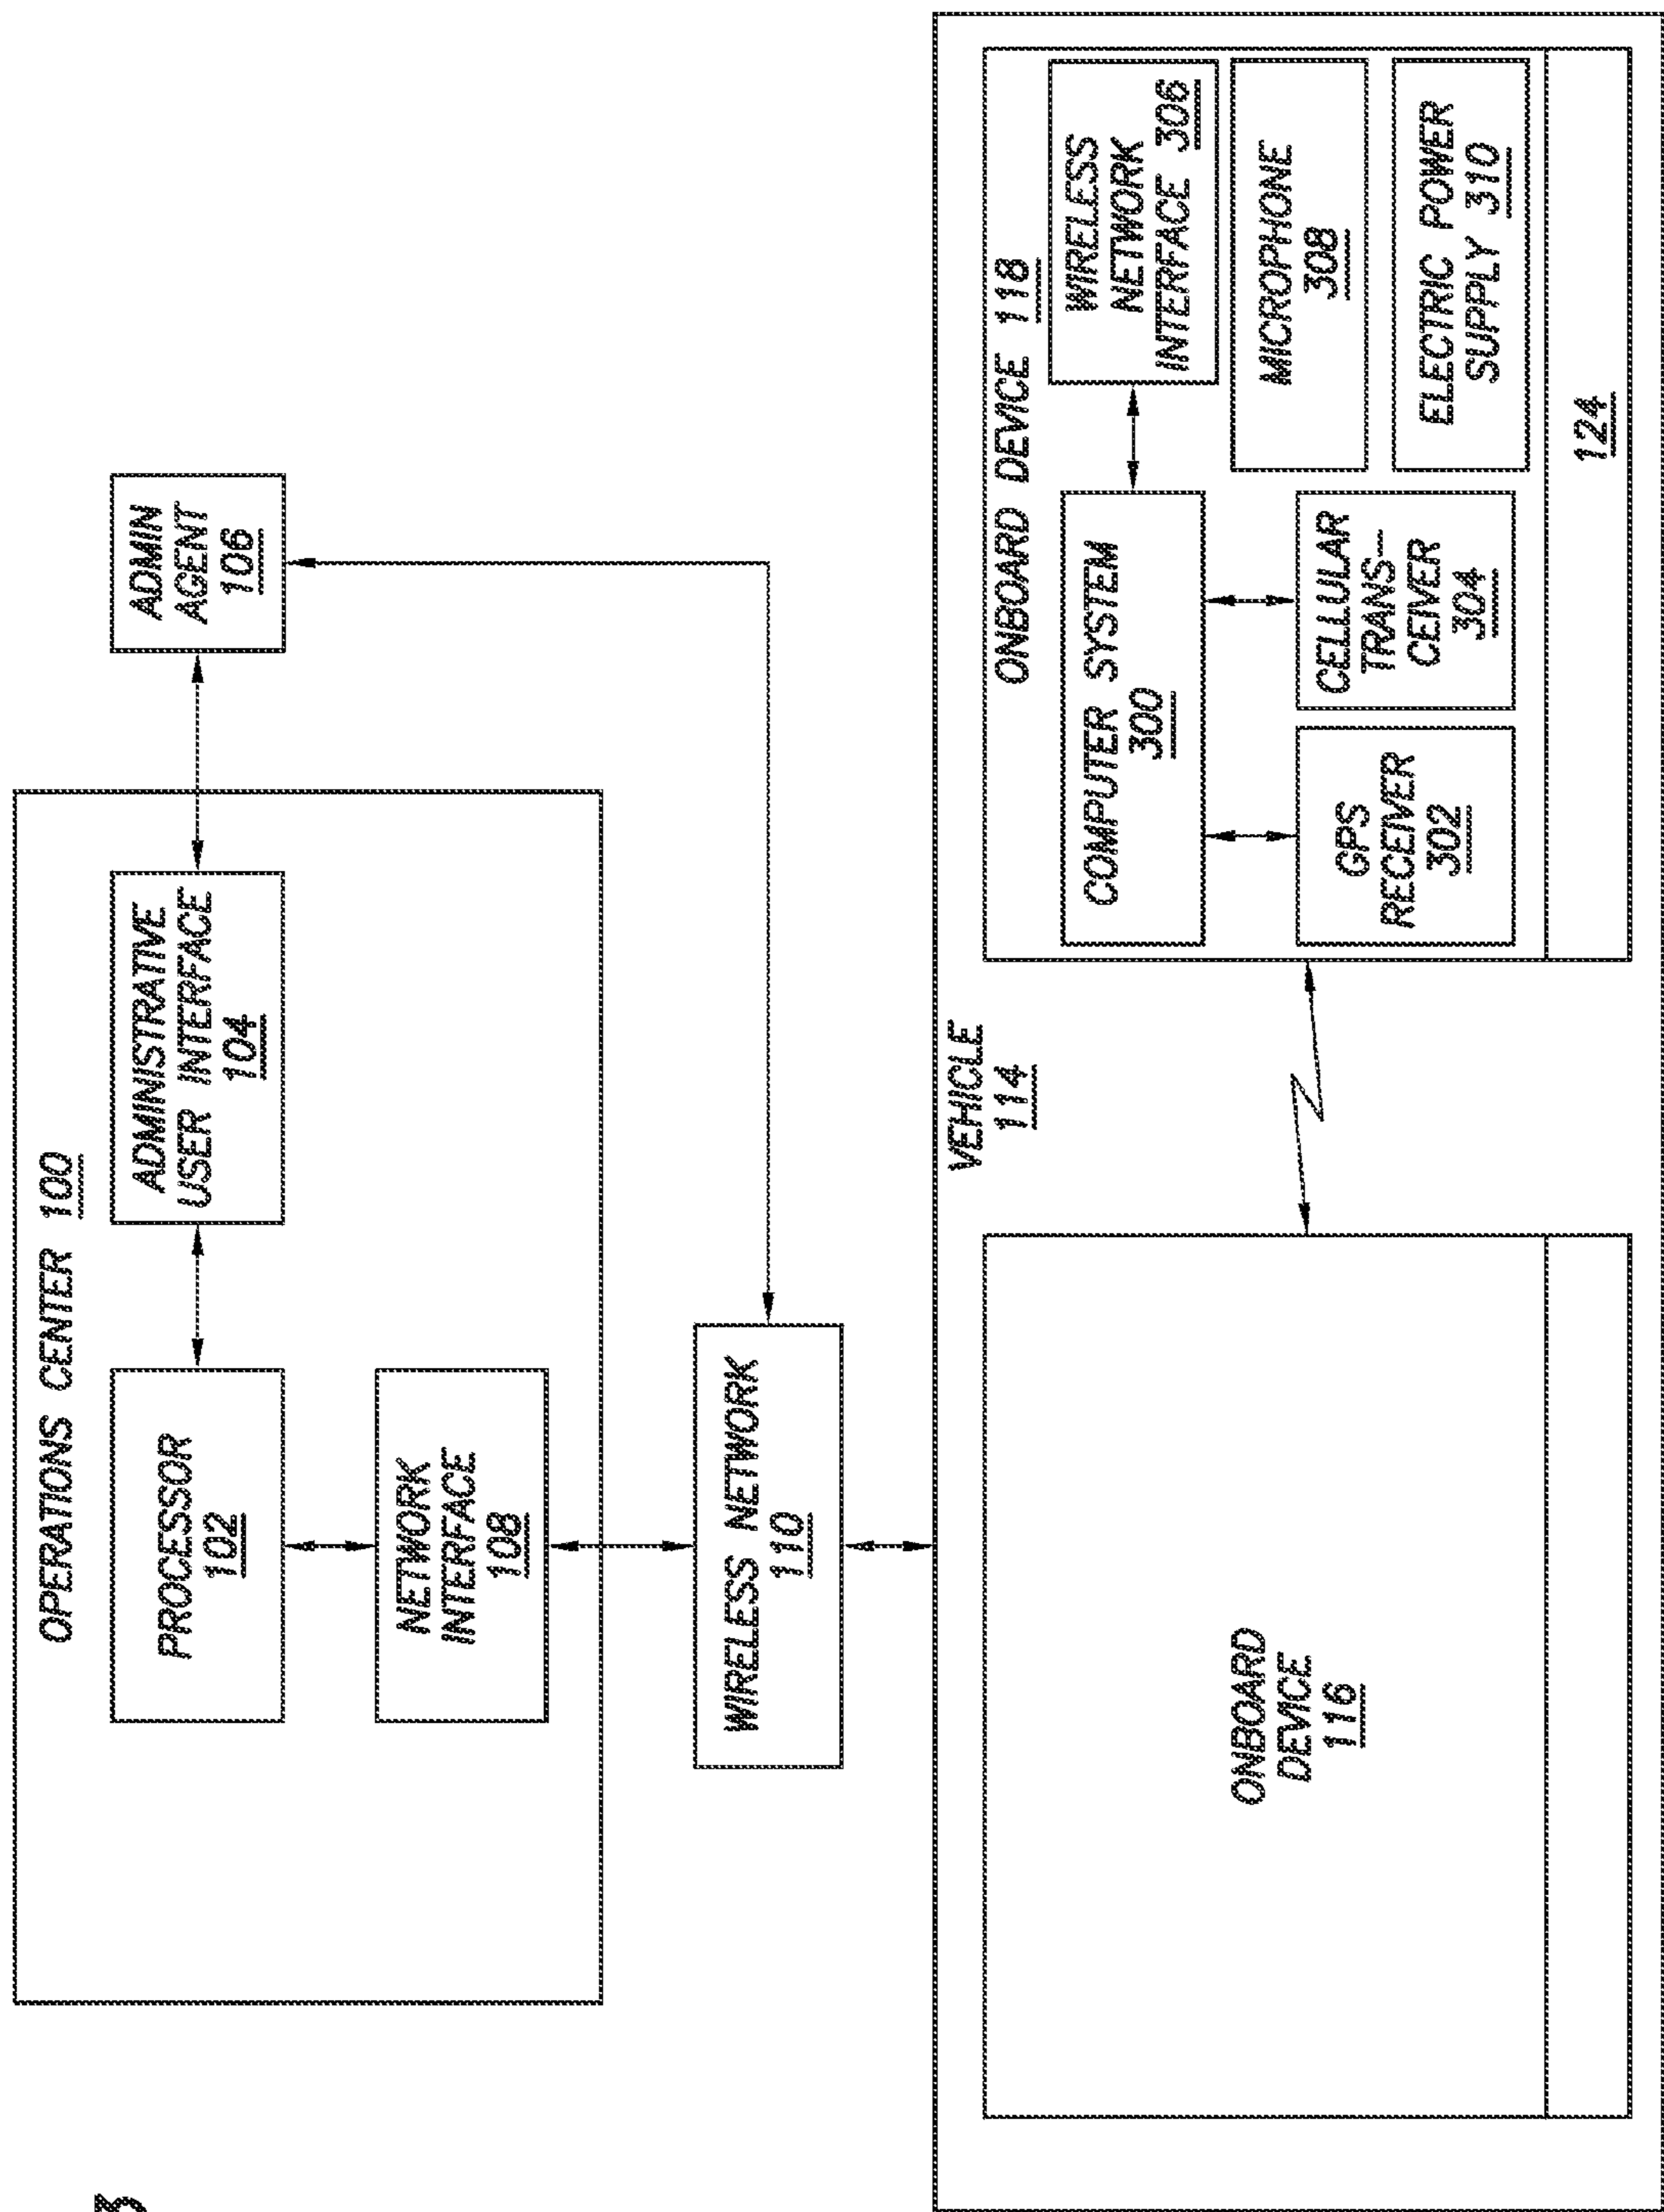 OPERATIONS CENTER 100
PROCESSOR
102
ADMINISTRATIVE
USER INTERFACE
104
ADMIN
AGENT
106
NETWORK
INTERFACE
108
WIRELESS NETWORK
110
VEHICLE
114
ONBOARD
DEVICE
116
ONBOARD DEVICE 118
COMPUTER SYSTEM
300
WIRELESS
NETWORK
INTERFACE 306
MICROPHONE
308
GPS
RECEIVER
302
CELLULAR
TRANS-
CEIVER
304
ELECTRIC POWER
SUPPLY 310
124